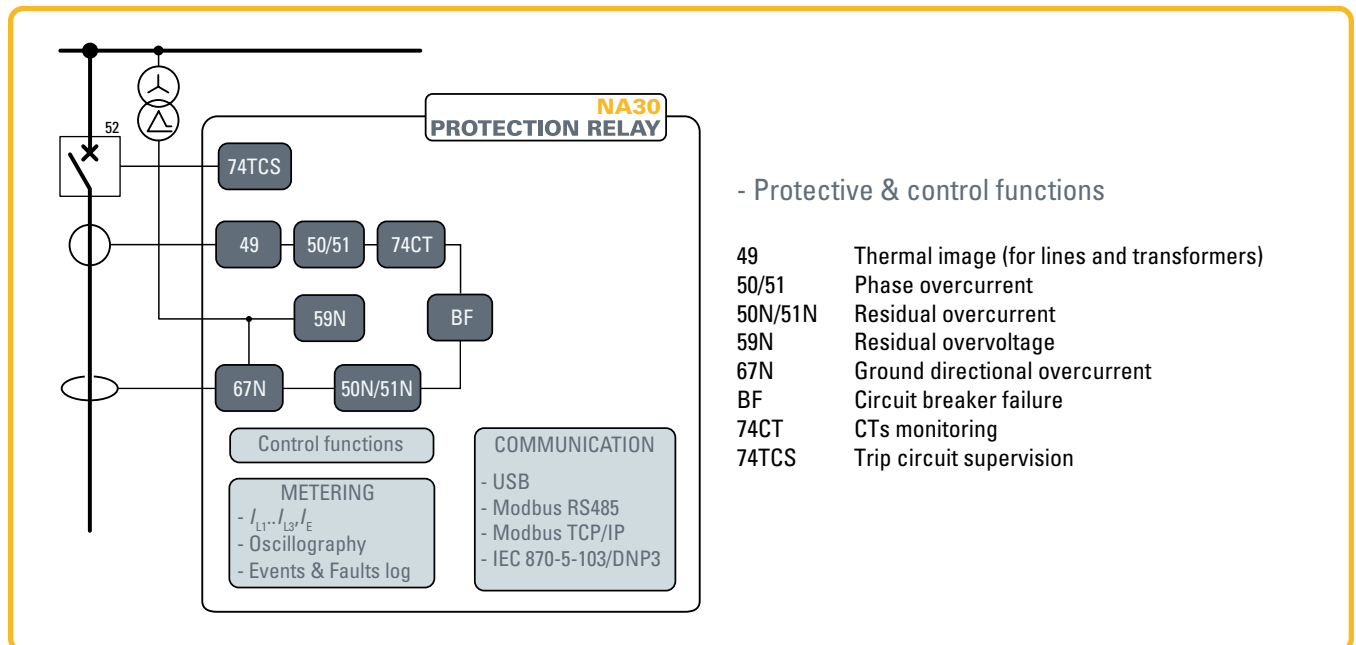 NA30
PROTECTION RELAY
52
74TCS
49
50/51
74CT
59N
BF
67N
50N/51N
Control functions
METERING
- IL1..IL3,IE
- Oscillography
- Events & Faults log
COMMUNICATION
- USB
- Modbus RS485
- Modbus TCP/IP
- IEC 870-5-103/DNP3
- Protective & control functions
49 Thermal image (for lines and transformers)
50/51 Phase overcurrent
50N/51N Residual overcurrent
59N Residual overvoltage
67N Ground directional overcurrent
BF Circuit breaker failure
74CT CTs monitoring
74TCS Trip circuit supervision